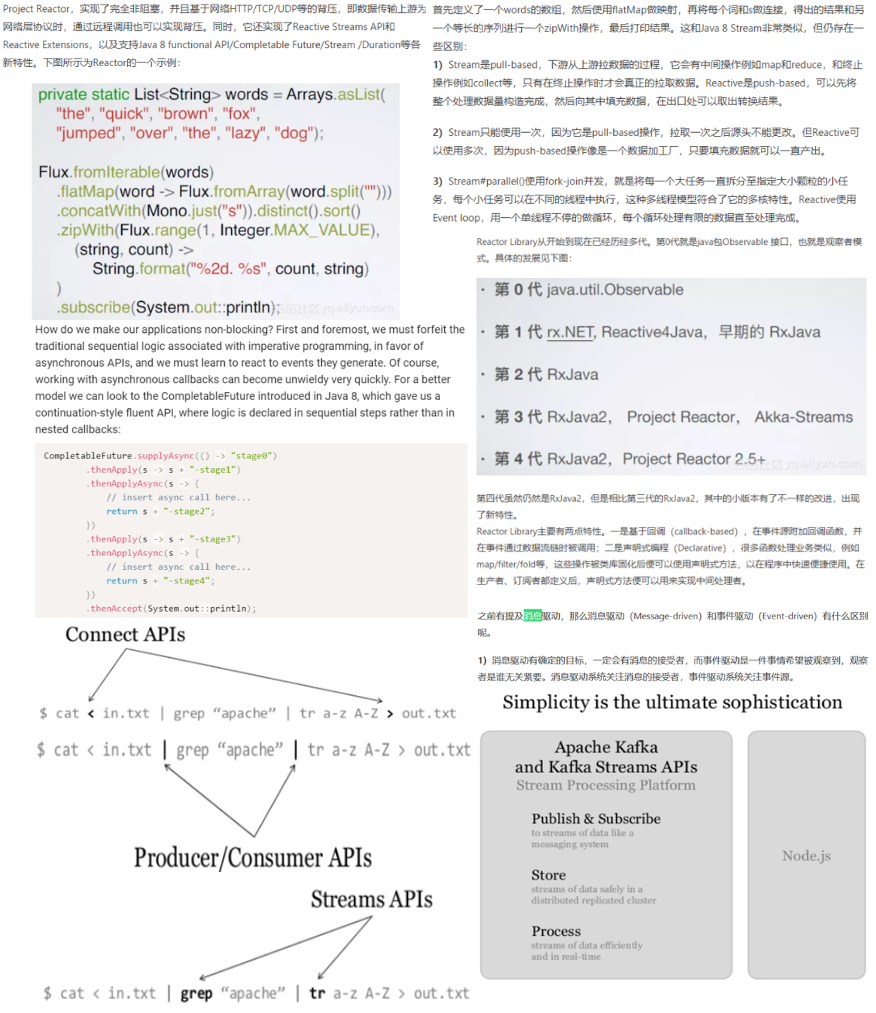 Project Reactor，实现了完全非阻塞，并且基于网络HTTP/TCP/UDP等的背压，即数据传输上游为
网络层协议时，通过远程调用也可以实现背压。同时，它还实现了Reactive Streams API和
Reactive Extensions，以及支持Java 8 functional API/Completable Future/Stream /Duration等各
新特性。下图所示为Reactor的一个示例：
private static List<String> words = Arrays.asList(
"the", "quick", "brown", "fox",
"jumped", "over", "the", "lazy", "dog");
Flux.fromIterable(words)
.flatMap(word -> Flux.fromArray(word.split("")))
.concatWith(Mono.just("s")).distinct().sort()
.zipWith(Flux.range(1, Integer.MAX_VALUE),
(string, count) ->
String.format("%2d. %s", count, string)
)
.subscribe(System.out::println);
How do we make our applications non-blocking? First and foremost, we must forfeit the
traditional sequential logic associated with imperative programming, in favor of
asynchronous APIs, and we must learn to react to events they generate. Of course,
working with asynchronous callbacks can become unwieldy very quickly. For a better
model we can look to the CompletableFuture introduced in Java 8, which gave us a
continuation-style fluent API, where logic is declared in sequential steps rather than in
nested callbacks:
CompletableFuture.supplyAsync(() -> "stage0")
.thenApply(s -> s + "-stage1")
.thenApplyAsync(s -> {
// insert async call here...
return s + "-stage2";
})
.thenApply(s -> s + "-stage3")
.thenApplyAsync(s -> {
// insert async call here...
return s + "-stage4";
})
.thenAccept(System.out::println);
Connect APIs
$ cat < in.txt | grep “apache” | tr a-z A-Z > out.txt
$ cat < in.txt | grep “apache” | tr a-z A-Z > out.txt
Producer/Consumer APIs
Streams APIs
$ cat < in.txt | grep “apache” | tr a-z A-Z > out.txt
首先定义了一个words的数组，然后使用flatMap做映射，再将每个词和s做连接，得出的结果和另
一个等长的序列进行一个zipWith操作，最后打印结果。这和Java 8 Stream非常类似，但仍存在一
些区别：
1）Stream是pull-based，下游从上游拉数据的过程，它会有中间操作例如map和reduce，和终止
操作例如collect等，只有在终止操作时才会真正的拉取数据。Reactive是push-based，可以先将
整个处理数据量构造完成，然后向其中填充数据，在出口处可以取出转换结果。
2）Stream只能使用一次，因为它是pull-based操作，拉取一次之后源头不能更改。但Reactive可
以使用多次，因为push-based操作像是一个数据加工厂，只要填充数据就可以一直产出。
3）Stream#parallel()使用fork-join并发，就是将每一个大任务一直拆分至指定大小颗粒的小任
务，每个小任务可以在不同的线程中执行，这种多线程模型符合了它的多核特性。Reactive使用
Event loop，用一个单线程不停的做循环，每个循环处理有限的数据直至处理完成。
Reactor Library从开始到现在已经历经多代。第0代就是java包Observable 接口，也就是观察者模
式。具体的发展见下图：
· 第 0 代 java.util.Observable
· 第 1 代 rx.NET, Reactive4Java, 早期的 RxJava
· 第 2 代 RxJava
· 第 3 代 RxJava2, Project Reactor, Akka-Streams
· 第 4 代 RxJava2, Project Reactor 2.5+
第四代虽然仍然是RxJava2，但是相比第三代的RxJava2，其中的小版本有了不一样的改进，出现
了新特性。
Reactor Library主要有两点特性。一是基于回调（callback-based），在事件源附加回调函数，并
在事件通过数据流链时被调用；二是声明式编程（Declarative），很多函数处理业务类似，例如
map/filter/fold等，这些操作被类库固化后便可以使用声明式方法，以在程序中快速便捷使用。在
生产者、订阅者都定义后，声明式方法便可以用来实现中间处理者。
之前有提及消息驱动，那么消息驱动（Message-driven）和事件驱动（Event-driven）有什么区别
呢。
1）消息驱动有确定的目标，一定会有消息的接受者，而事件驱动是一件事情希望被观察到，观察
者是谁无关紧要。消息驱动系统关注消息的接受者，事件驱动系统关注事件源。
Simplicity is the ultimate sophistication
Apache Kafka
and Kafka Streams APIs
Stream Processing Platform
Publish & Subscribe
to streams of data like a
messaging system
Store
streams of data safely in a
distributed replicated cluster
Process
streams of data efficiently
and in real-time
Node.js